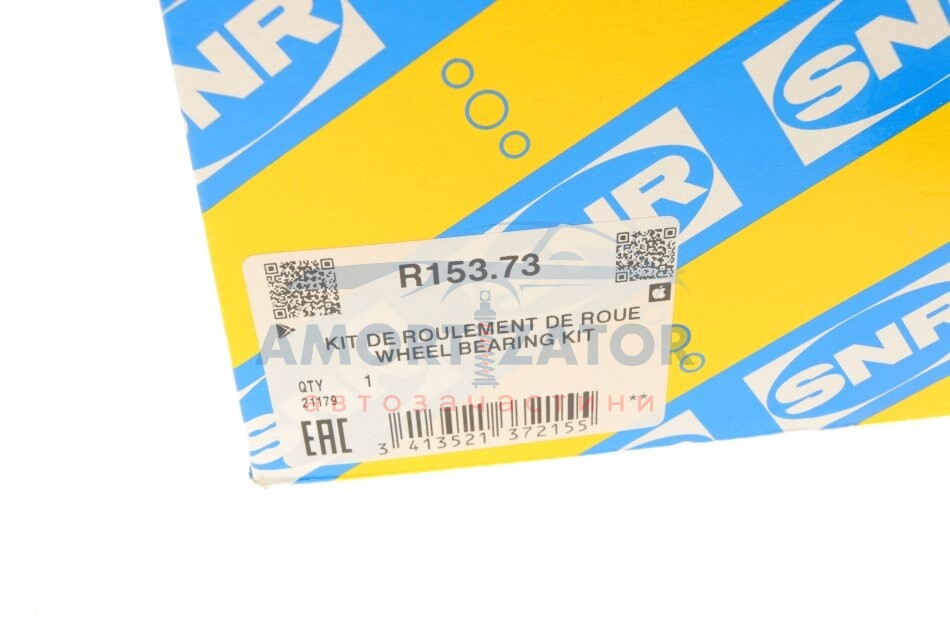 SNR
SNR
SNR
R153.73
KIT DE ROULEMENT DE ROUE
WHEEL BEARING KIT
AMORTIZATOR
автозапчастини
QTY 1
21179
**
EAC
3 413521 372155
SNR